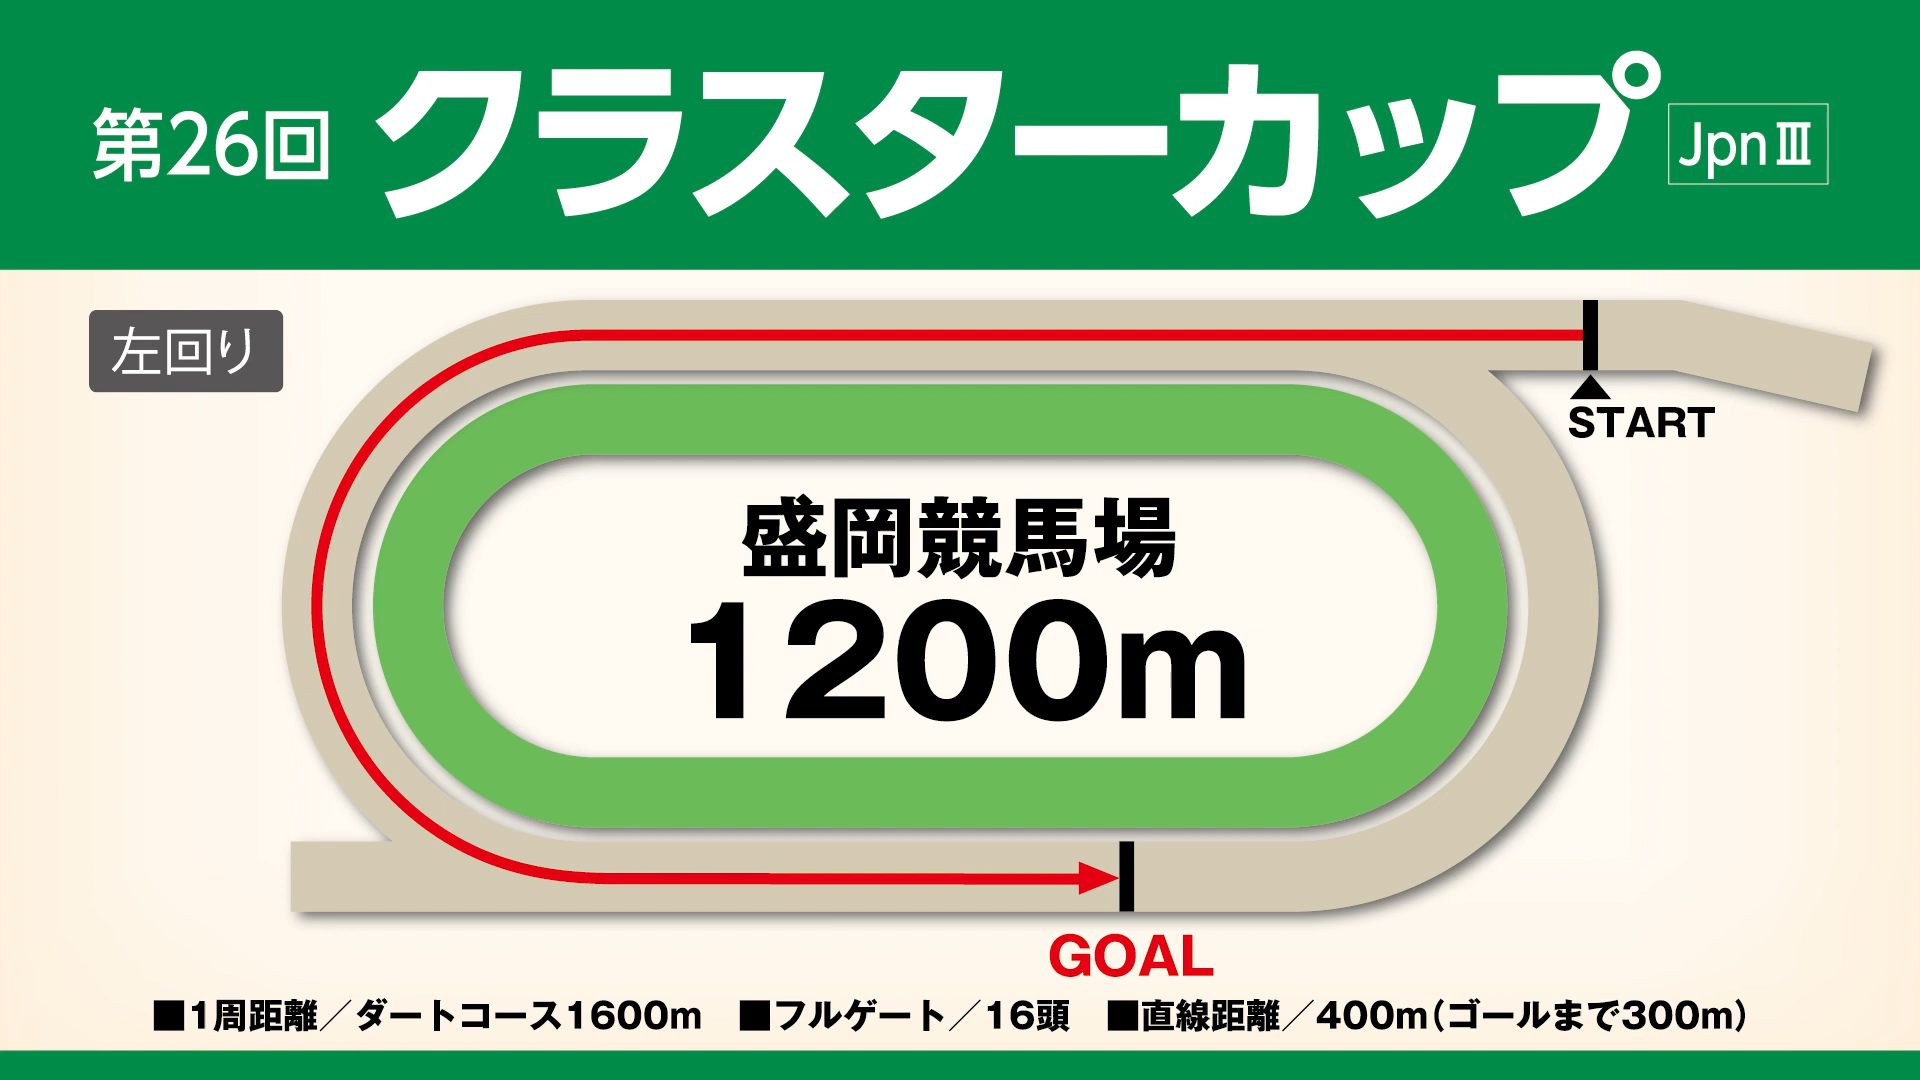 第26回 クラスターカップ JpnⅢ
左回り
START
盛岡競馬場
1200m
GOAL
■1周距離／ダートコース1600m ■フルゲート／16頭 ■直線距離／400m（ゴールまで300m）